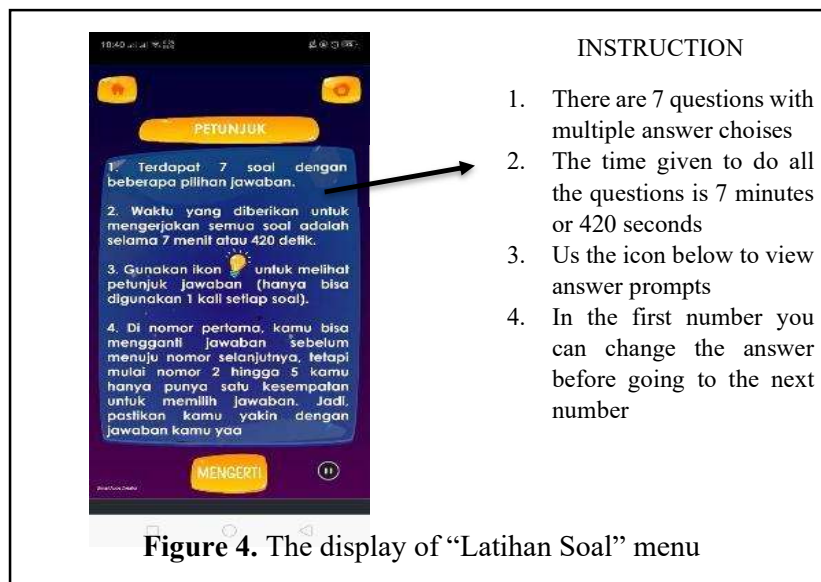 18:40
PETUNJUK
1. Terdapat 7 soal dengan
beberapa pilihan jawaban.
2. Waktu yang diberikan untuk
mengerjakan semua soal adalah
selama 7 menit atau 420 detik.
3. Gunakan ikon untuk melihat
petunjuk jawaban (hanya bisa
digunakan 1 kali setiap soal).
4. Di nomor pertama, kamu bisa
mengganti jawaban sebelum
menuju nomor selanjutnya, tetapi
mulai nomor 2 hingga 5 kamu
hanya punya satu kesempatan
untuk memilih jawaban. Jadi,
pastikan kamu yakin dengan
jawaban kamu yaa
MENGERTI
INSTRUCTION
1. There are 7 questions with
multiple answer choises
2. The time given to do all
the questions is 7 minutes
or 420 seconds
3. Us the icon below to view
answer prompts
4. In the first number you
can change the answer
before going to the next
number
Figure 4. The display of “Latihan Soal” menu